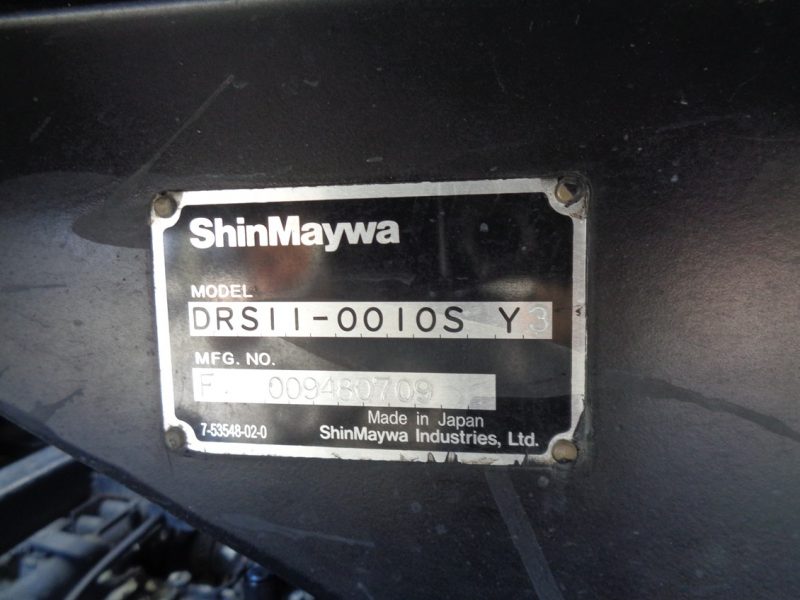 ShinMaywa
MODEL
DRS11-0010S Y3
MFG. NO.
F 009480709
Made in Japan
7-53548-02-0 ShinMaywa Industries, Ltd.